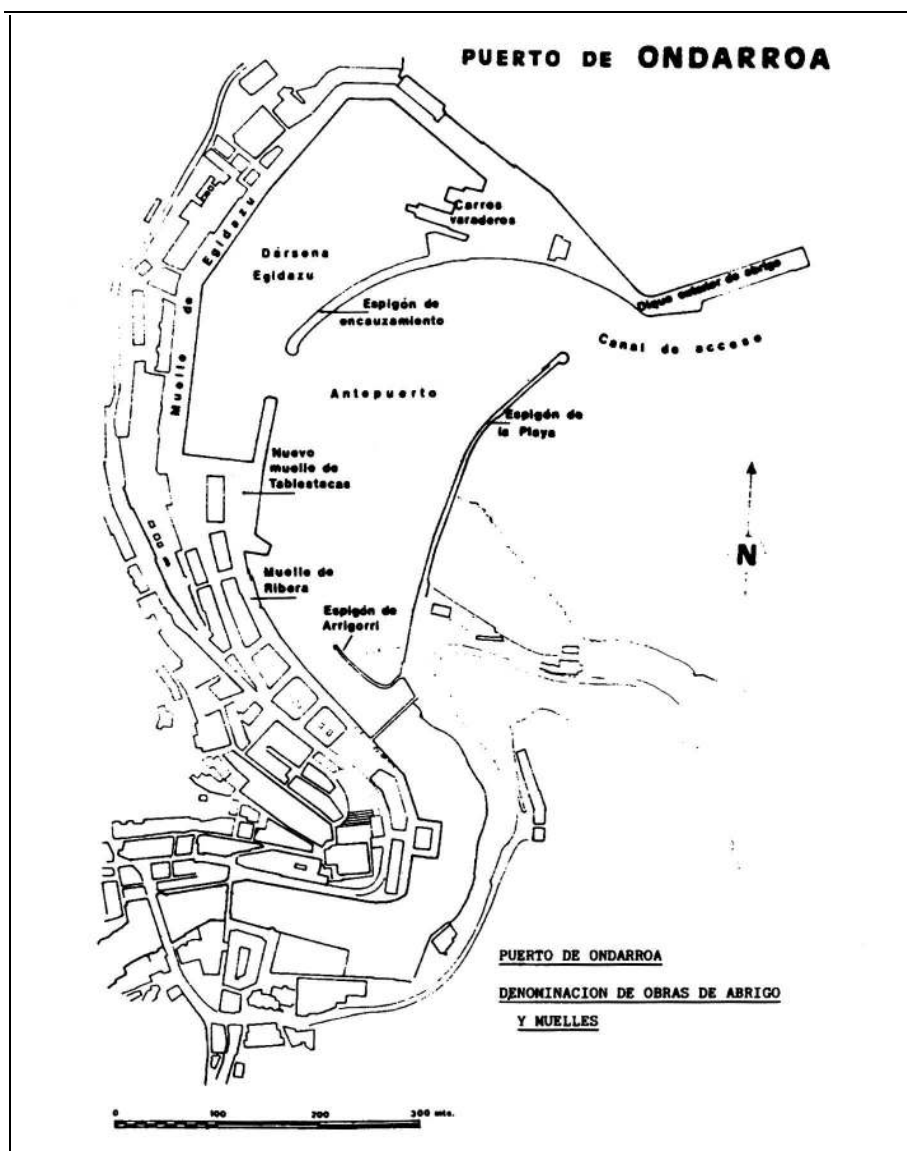 PUERTO DE ONDARROA
Carros
varaderos
Muelle de Egidazu
Dársena
Egidazu
Dique exterior de abrigo
Espigón de
encauzamiento
Canal de acceso
Antepuerto
Espigón de
la Playa
Nuevo
muelle de
Tablestacas
N
Muelle de
Ribera
Espigón de
Arrigorri
PUERTO DE ONDARROA
DENOMINACION DE OBRAS DE ABRIGO
Y MUELLES
0 100 200 300 mts.